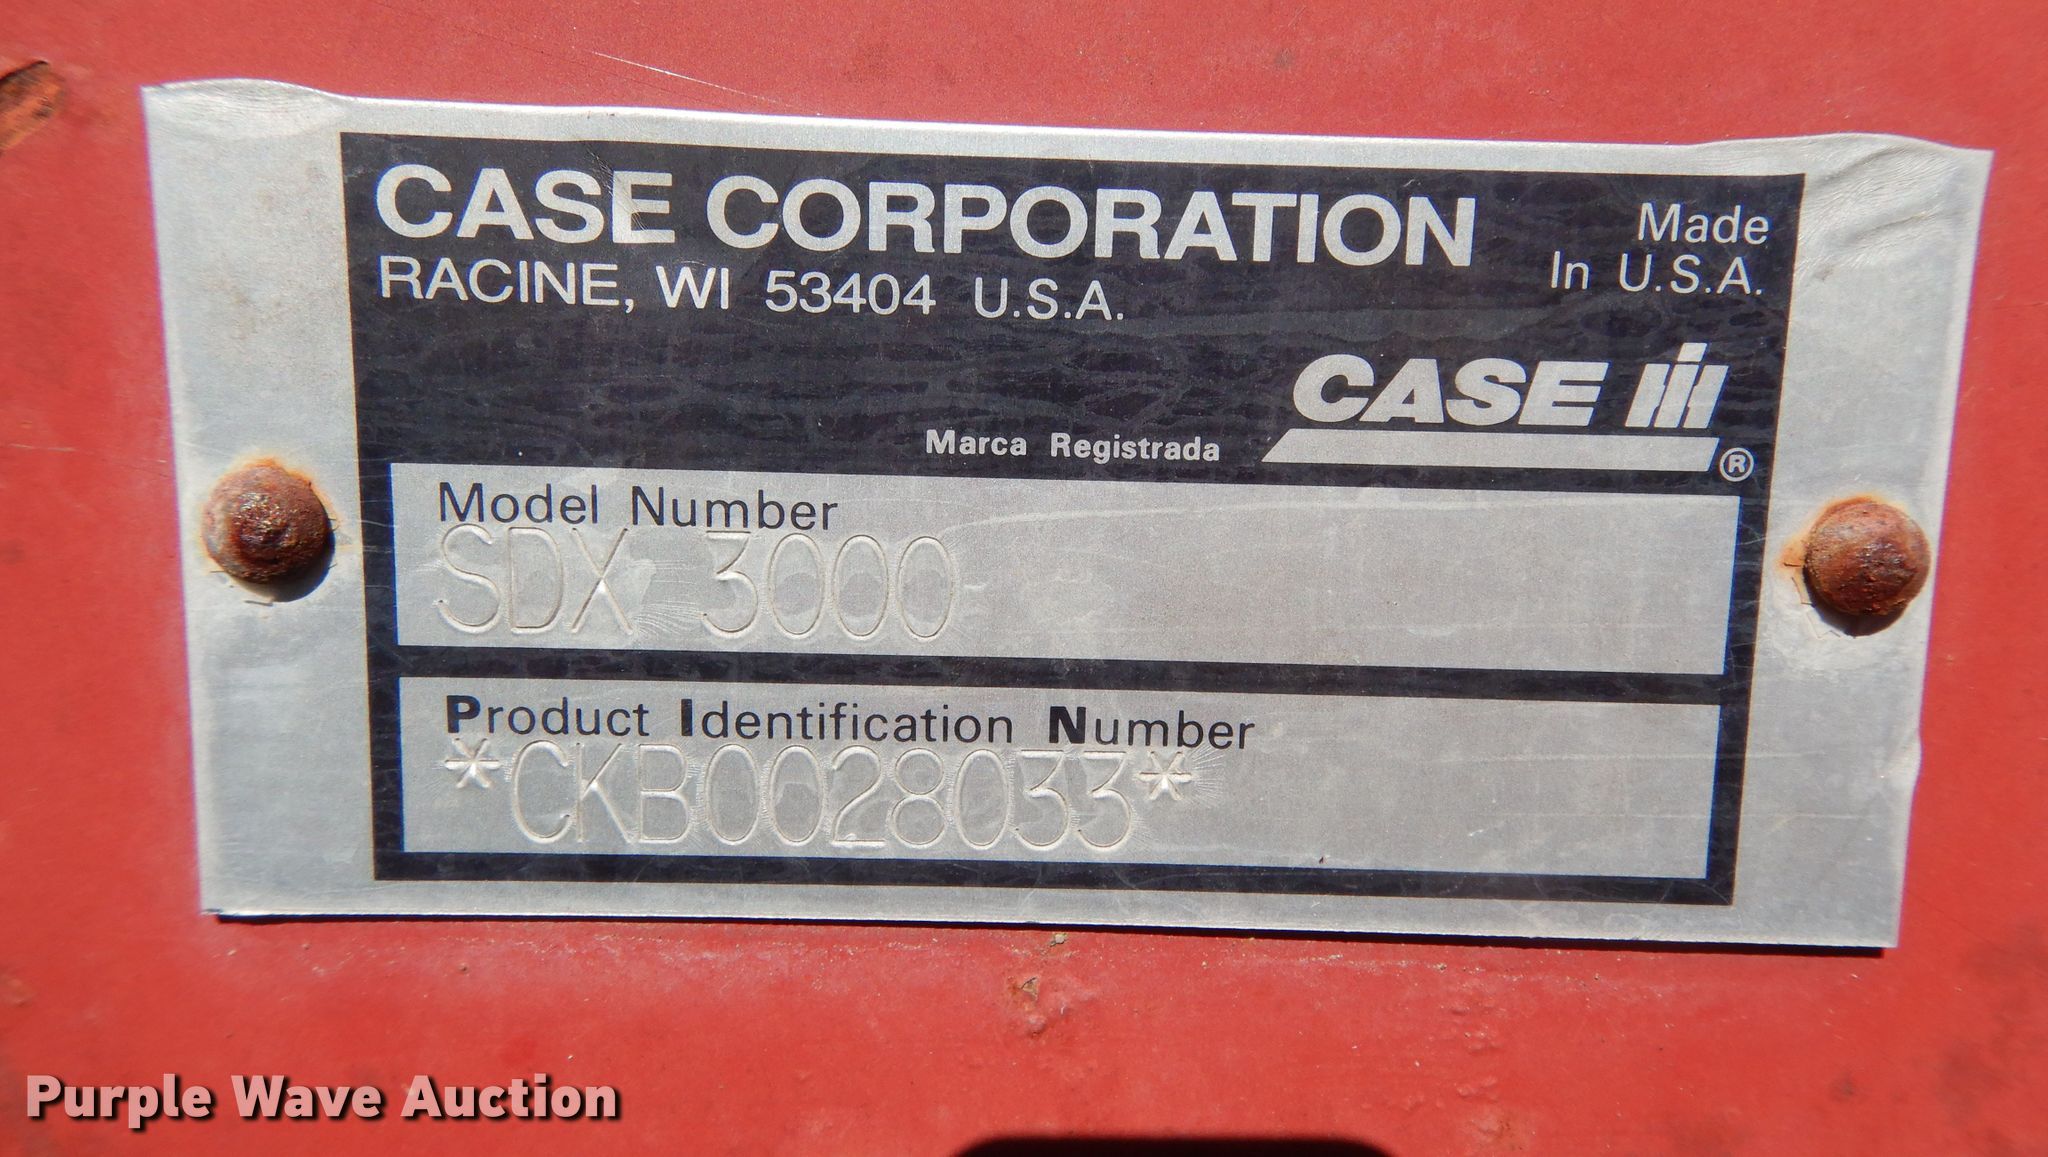 CASE CORPORATION
RACINE, WI 53404 U.S.A.
Made
In U.S.A.
CASE IH
Marca Registrada ®
Model Number
SDX 3000
Product Identification Number
*CKB0028033*
Purple Wave Auction